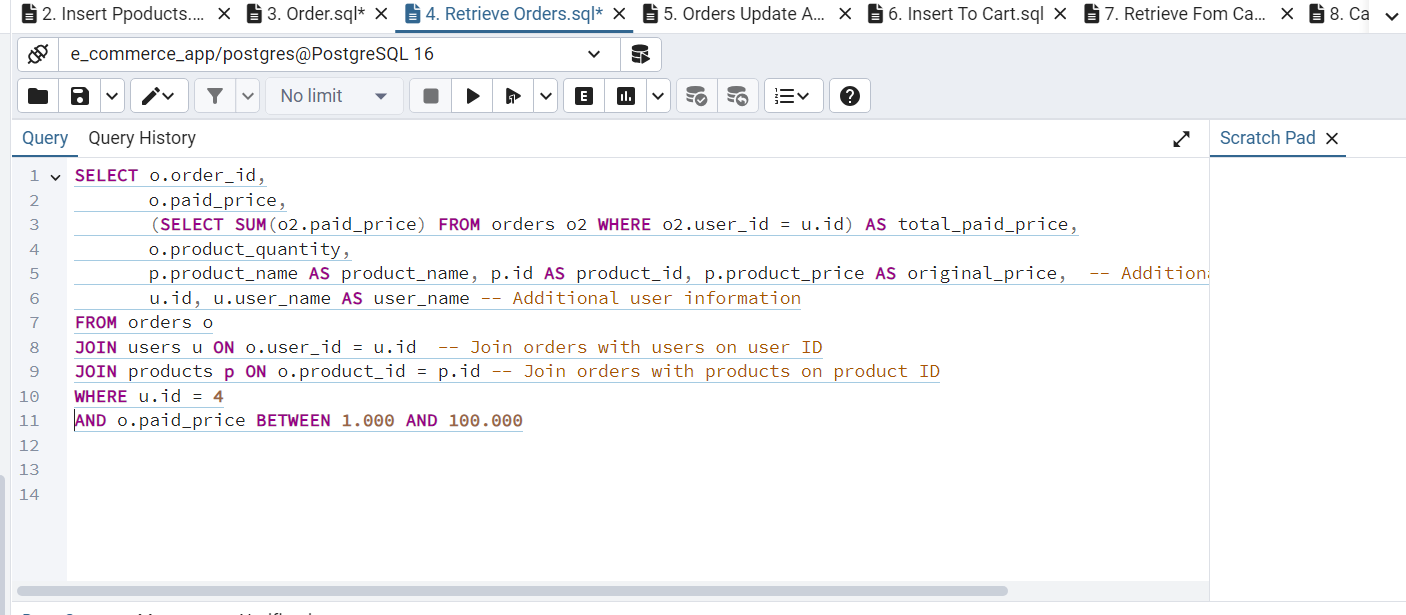 2. Insert Ppoducts.... 3. Order.sql* 4. Retrieve Orders.sql* 5. Orders Update A... 6. Insert To Cart.sql 7. Retrieve Fom Ca... 8. Ca
e_commerce_app/postgres@PostgreSQL 16
No limit E
Query Query History Scratch Pad
1 SELECT o.order_id,
2 o.paid_price,
3 (SELECT SUM(o2.paid_price) FROM orders o2 WHERE o2.user_id = u.id) AS total_paid_price,
4 o.product_quantity,
5 p.product_name AS product_name, p.id AS product_id, p.product_price AS original_price, -- Additiona
6 u.id, u.user_name AS user_name -- Additional user information
7 FROM orders o
8 JOIN users u ON o.user_id = u.id -- Join orders with users on user ID
9 JOIN products p ON o.product_id = p.id -- Join orders with products on product ID
10 WHERE u.id = 4
11 AND o.paid_price BETWEEN 1.000 AND 100.000
12
13
14